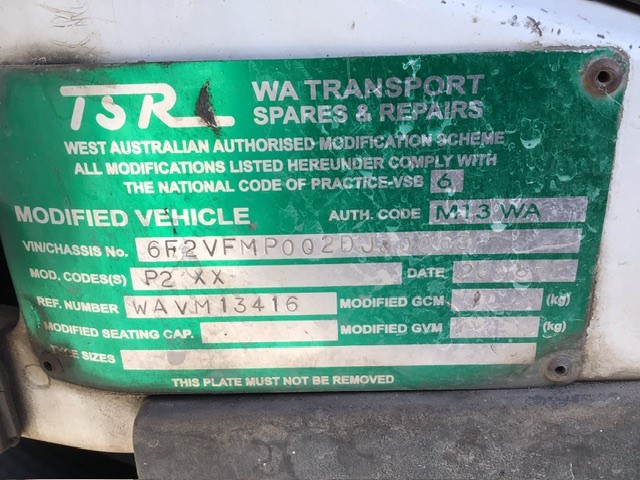 TSR WA TRANSPORT
SPARES & REPAIRS
WEST AUSTRALIAN AUTHORISED MODIFICATION SCHEME
ALL MODIFICATIONS LISTED HEREUNDER COMPLY WITH
THE NATIONAL CODE OF PRACTICE-VSB 6
MODIFIED VEHICLE AUTH. CODE M13 WA
VIN/CHASSIS No.
MOD. CODES(S) P2 XX DATE
REF. NUMBER WAVM13416 MODIFIED GCM (kg)
MODIFIED SEATING CAP. MODIFIED GVM (kg)
SIZES
THIS PLATE MUST NOT BE REMOVED